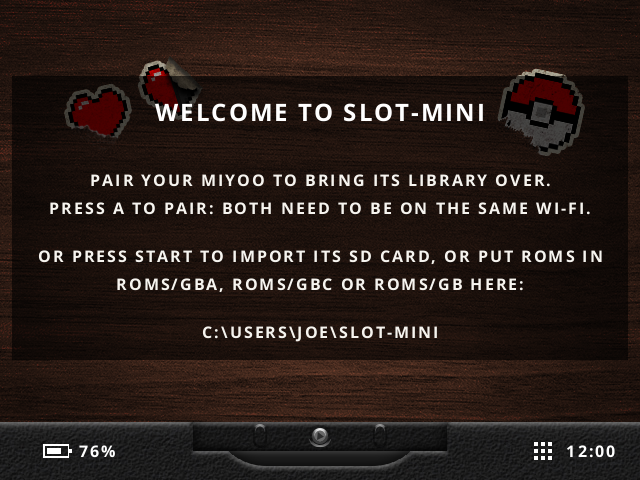 WELCOME TO SLOT-MINI
PAIR YOUR MIYOO TO BRING ITS LIBRARY OVER.
PRESS A TO PAIR: BOTH NEED TO BE ON THE SAME WI-FI.
OR PRESS START TO IMPORT ITS SD CARD, OR PUT ROMS IN
ROMS/GBA, ROMS/GBC OR ROMS/GB HERE:
C:\USERS\JOE\SLOT-MINI
76%
12:00